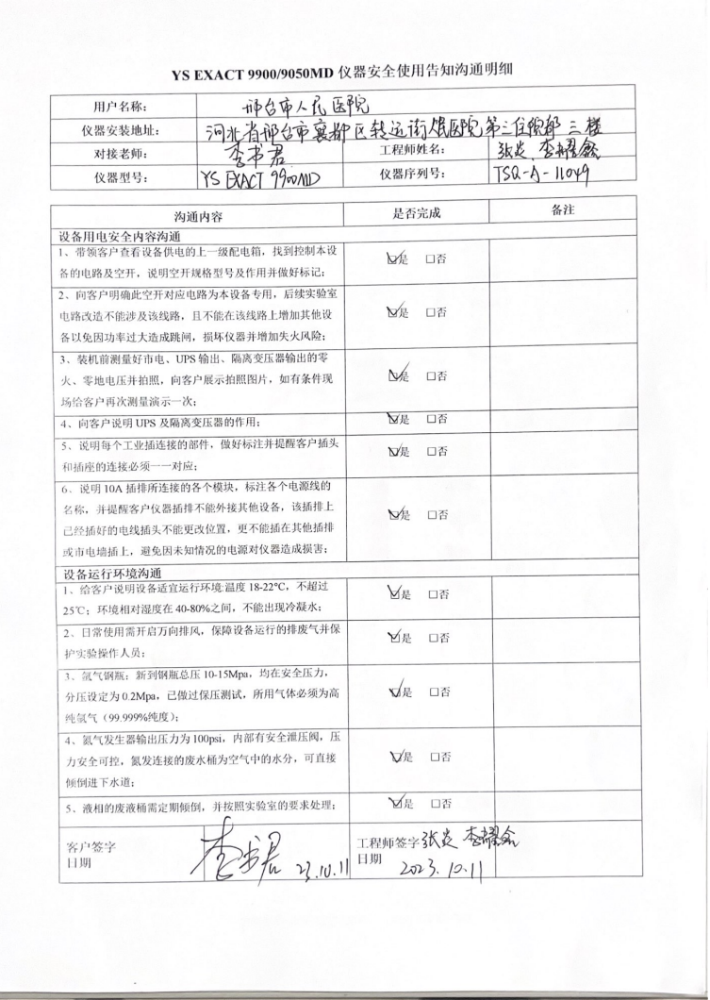 YS EXACT 9900/9050MD 仪器安全使用告知沟通明细
用户名称： 邢台市人民医院
仪器安装地址： 河北省邢台市襄都区转运街人民医院第三住院部三楼
对接老师： 李书君 工程师姓名： 张炎 李
仪器型号： YS EXACT 9900MD 仪器序列号： TSQ-A-11049
沟通内容 是否完成 备注
设备用电安全内容沟通
1、带领客户查看设备供电的上一级配电箱，找到控制本设
备的电路及空开，说明空开规格型号及作用并做好标记； ☑是 □否
2、向客户明确此空开对应电路为本设备专用，后续实验室
电路改造不能涉及该线路，且不能在该线路上增加其他设 ☑是 □否
备以免因功率过大造成跳闸，损坏仪器并增加失火风险；
3、装机前测量好市电、UPS 输出、隔离变压器输出的零
火、零地电压并拍照，向客户展示拍照图片，如有条件现 ☑是 □否
场给客户再次测量演示一次；
4、向客户说明 UPS 及隔离变压器的作用； ☑是 □否
5、说明每个工业插连接的部件，做好标注并提醒客户插头 ☑是 □否
和插座的连接必须一一对应；
6、说明 10A 插排所连接的各个模块，标注各个电源线的
名称，并提醒客户仪器插排不能外接其他设备，该插排上 ☑是 □否
已经插好的电线插头不能更改位置，更不能插在其他插排
或市电墙插上，避免因未知情况的电源对仪器造成损害；
设备运行环境沟通
1、给客户说明设备适宜运行环境:温度 18-22℃，不超过 ☑是 □否
25℃；环境相对湿度在 40-80%之间，不能出现冷凝水；
2、日常使用需开启万向排风，保障设备运行的排废气并保 ☑是 □否
护实验操作人员；
3、氩气钢瓶：新到钢瓶总压 10-15Mpa，均在安全压力，
分压设定为 0.2Mpa，已做过保压测试，所用气体必须为高 ☑是 □否
纯氩气（99.999%纯度）；
4、氮气发生器输出压力为 100psi，内部有安全泄压阀，压
力安全可控，氮发连接的废水桶为空气中的水分，可直接 ☑是 □否
倾倒进下水道；
5、液相的废液桶需定期倾倒，并按照实验室的要求处理； ☑是 □否
客户签字 李书君 工程师签字 张炎 李
日期 23.10.11 日期 2023.10.11